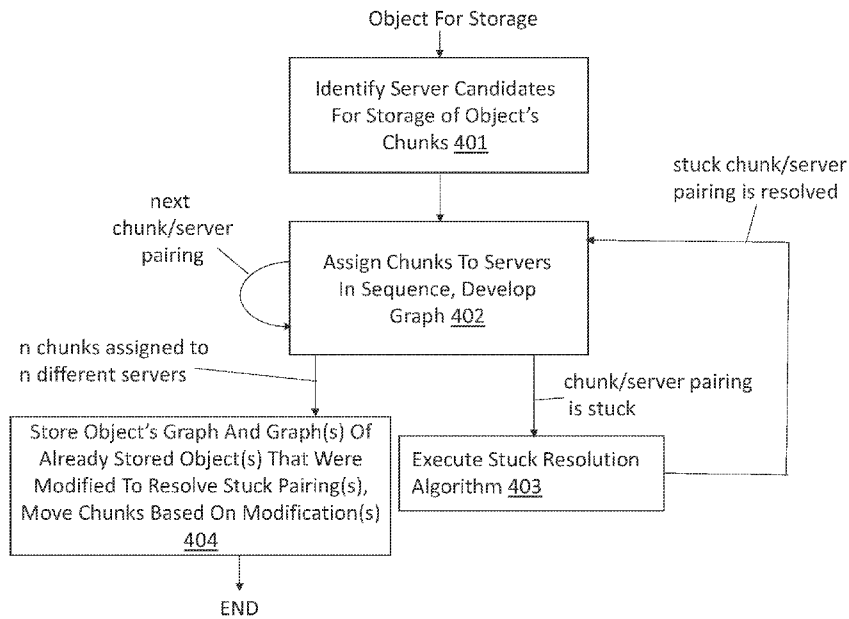 Object For Storage
Identify Server Candidates
For Storage of Object's
Chunks 401
stuck chunk/server
pairing is resolved
next
chunk/server
pairing
Assign Chunks To Servers
In Sequence, Develop
Graph 402
n chunks assigned to
n different servers
chunk/server pairing
is stuck
Store Object's Graph And Graph(s) Of
Already Stored Object(s) That Were
Modified To Resolve Stuck Pairing(s),
Move Chunks Based On Modification(s)
404
Execute Stuck Resolution
Algorithm 403
END